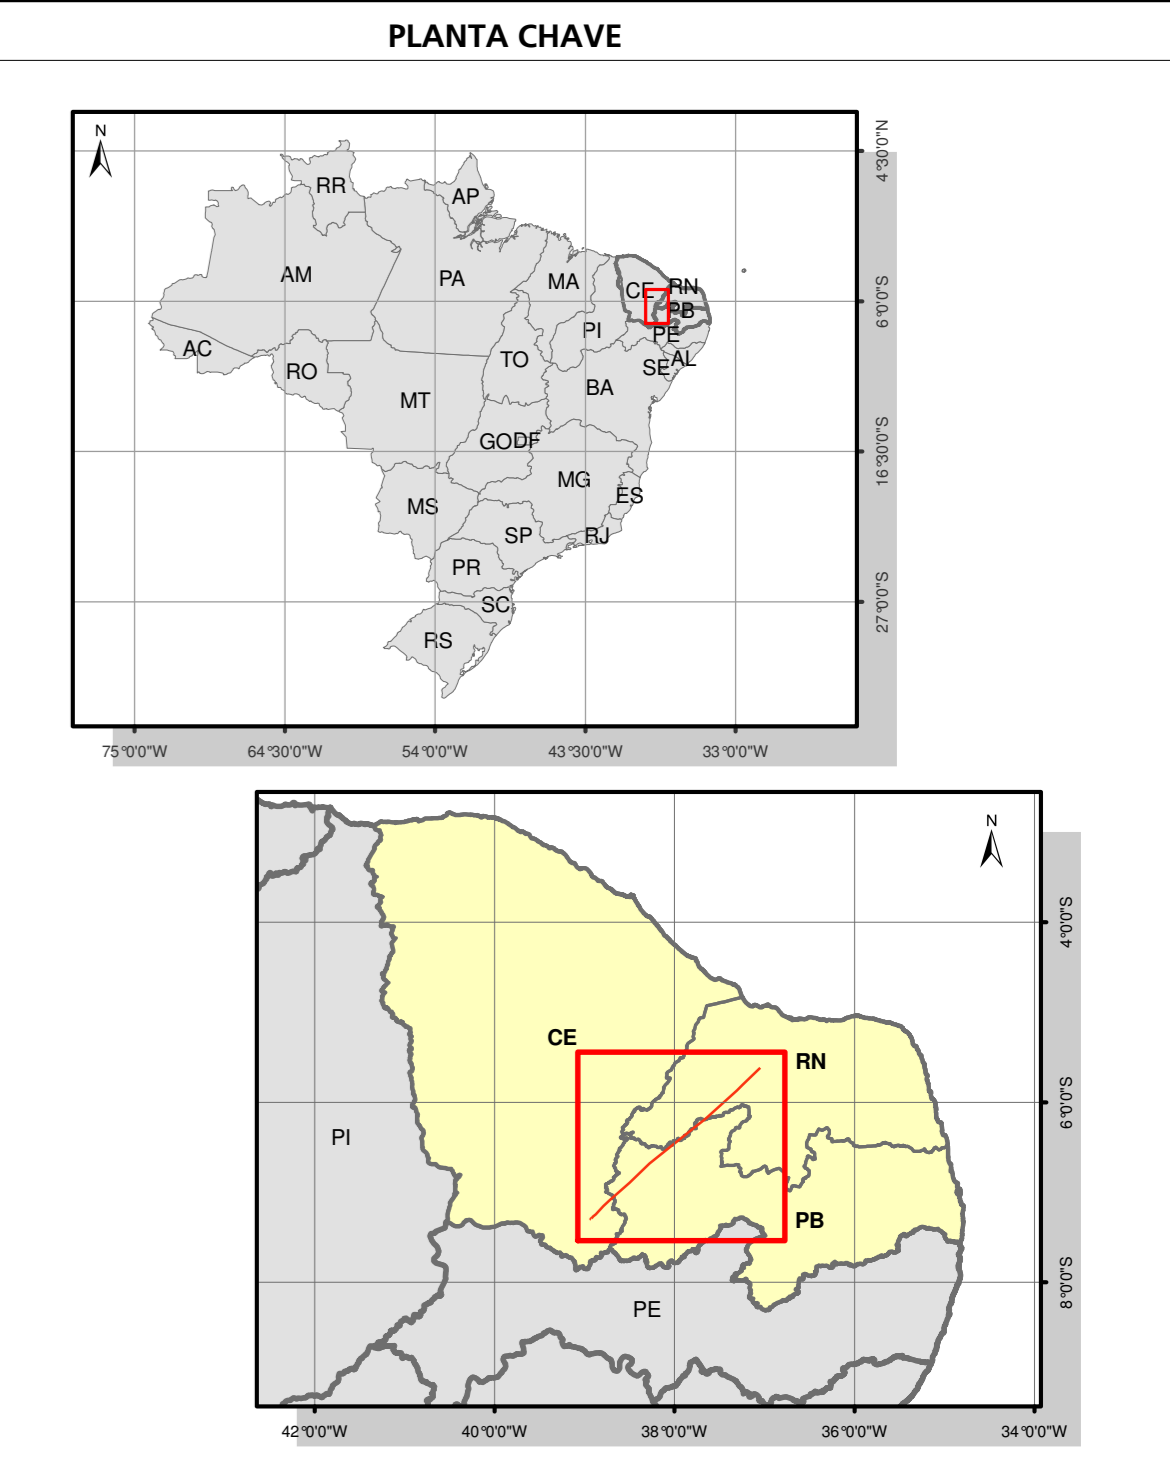 PLANTA CHAVE
N
4°30'0"N
RR
AP
AM
PA
MA
CE
RN
6°0'0"S
PB
PI
PE
AC
TO
SE
AL
RO
BA
MT
GO
DF
16°30'0"S
MG
ES
MS
SP
RJ
PR
27°0'0"S
SC
RS
75°0'0"W 64°30'0"W 54°0'0"W 43°30'0"W 33°0'0"W
N
4°0'0"S
CE
RN
6°0'0"S
PI
PB
8°0'0"S
PE
42°0'0"W 40°0'0"W 38°0'0"W 36°0'0"W 34°0'0"W